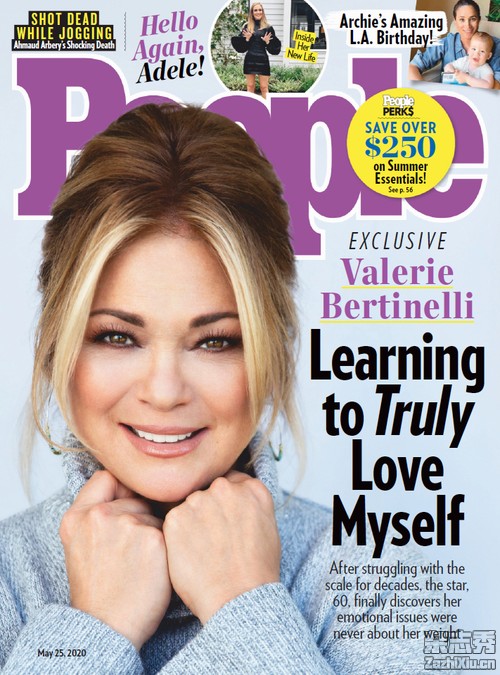 SHOT DEAD
WHILE JOGGING
Ahmaud Arbery's Shocking Death
Hello
Again,
Adele!
Inside
Her New
Life
Archie's Amazing
L.A. Birthday!
People
People
PERKS
SAVE OVER
$250
on Summer
Essentials!
See p. 56
EXCLUSIVE
Valerie
Bertinelli
Learning
to Truly
Love
Myself
After struggling with the
scale for decades, the star,
60, finally discovers her
emotional issues were
never about her weight
May 25, 2020
杂志秀
ZaZhiXiu.cn